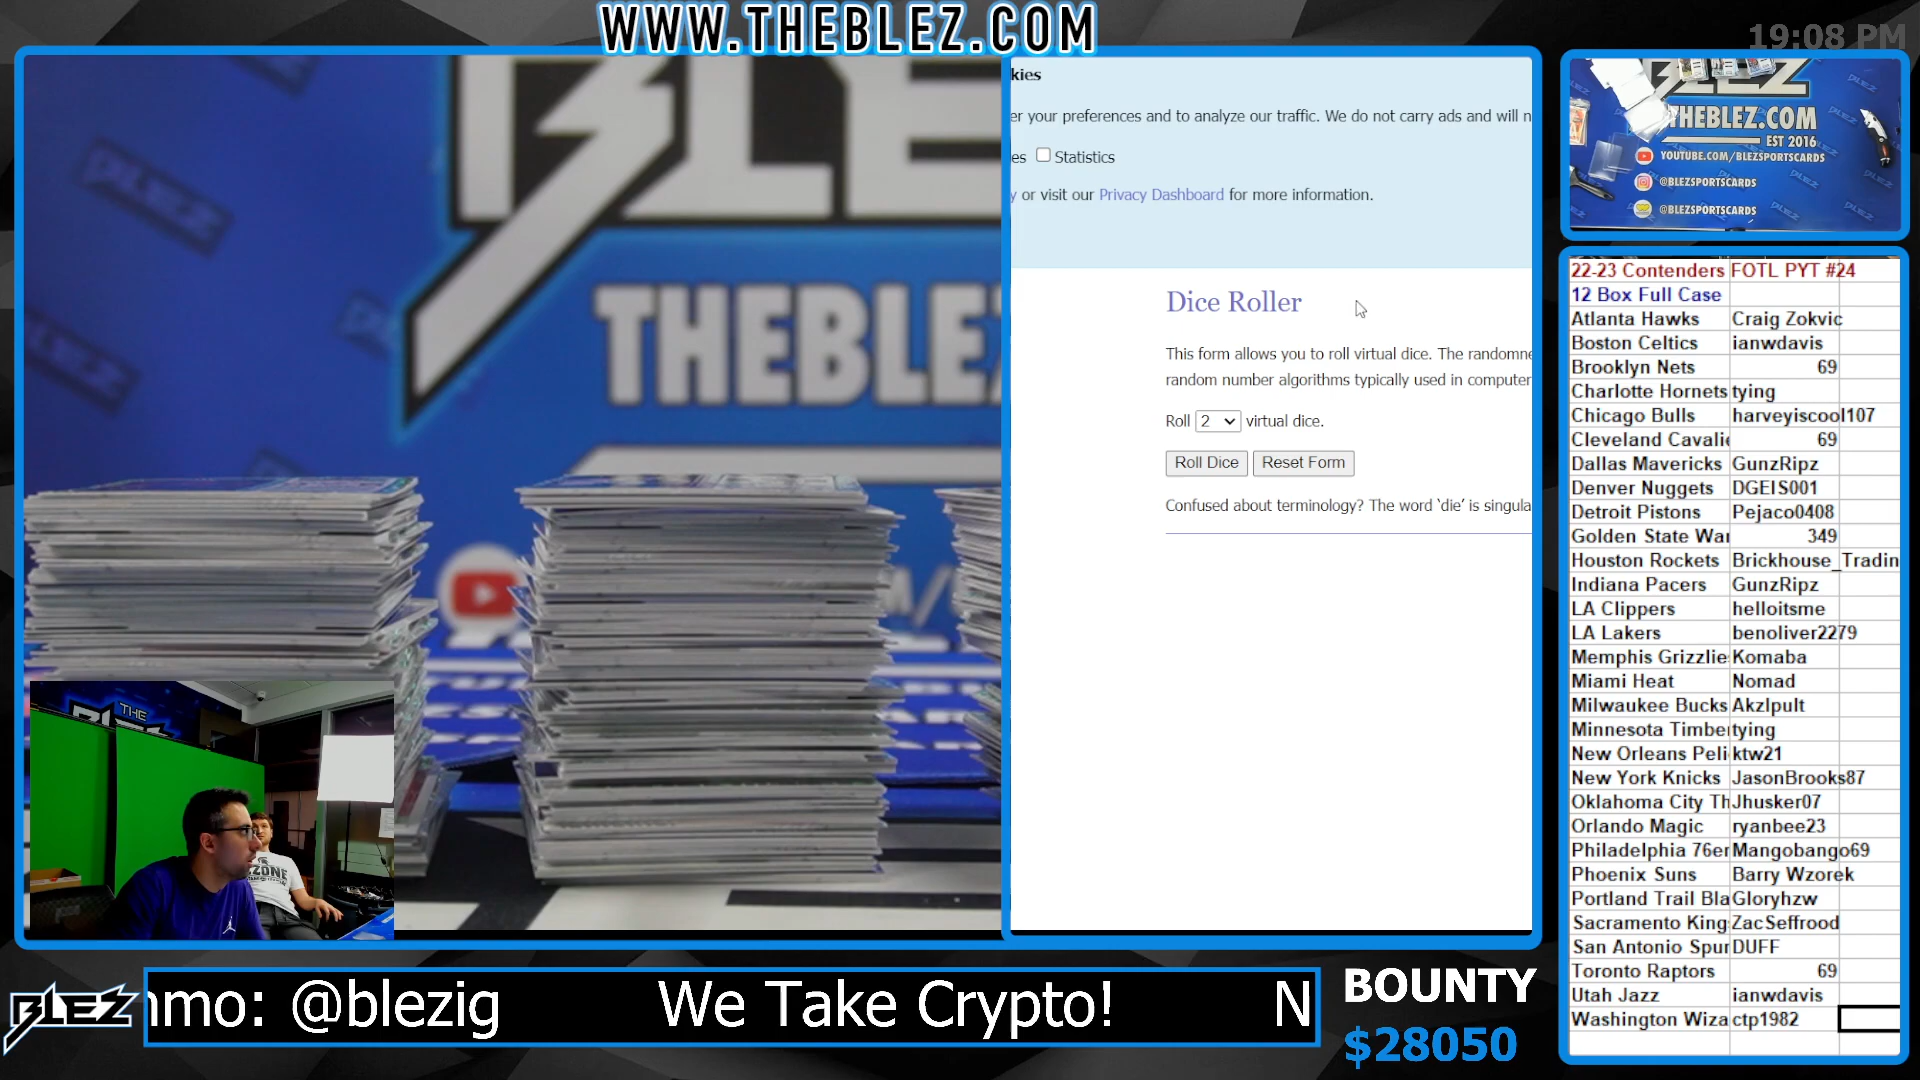 WWW.THEBLEZ.COM
19:08 PM
BLEZ
THEBLE
kies
er your preferences and to analyze our traffic. We do not carry ads and will n
es Statistics
y or visit our Privacy Dashboard for more information.
Dice Roller
This form allows you to roll virtual dice. The randomne
random number algorithms typically used in computer
Roll 2 virtual dice.
Roll Dice Reset Form
Confused about terminology? The word ‘die’ is singula
THEBLEZ.COM
EST 2016
YOUTUBE.COM/BLEZSPORTSCARDS
@BLEZSPORTSCARDS
@BLEZSPORTSCARDS
22-23 Contenders FOTL PYT #24
12 Box Full Case
Atlanta Hawks Craig Zokvic
Boston Celtics ianwdavis
Brooklyn Nets 69
Charlotte Hornets tying
Chicago Bulls harveyiscool107
Cleveland Cavalie 69
Dallas Mavericks GunzRipz
Denver Nuggets DGEIS001
Detroit Pistons Pejaco0408
Golden State War 349
Houston Rockets Brickhouse_Tradin
Indiana Pacers GunzRipz
LA Clippers helloitsme
LA Lakers benoliver2279
Memphis Grizzlie Komaba
Miami Heat Nomad
Milwaukee Bucks Akzlpult
Minnesota Timbe tying
New Orleans Peli ktw21
New York Knicks JasonBrooks87
Oklahoma City Th Jhusker07
Orlando Magic ryanbee23
Philadelphia 76er Mangobango69
Phoenix Suns Barry Wzorek
Portland Trail Bla Gloryhzw
Sacramento King ZacSeffrood
San Antonio Spur DUFF
Toronto Raptors 69
Utah Jazz ianwdavis
Washington Wiza ctp1982
THE
ZONE
BLEZ
nmo: @blezig We Take Crypto! N
BOUNTY
$28050